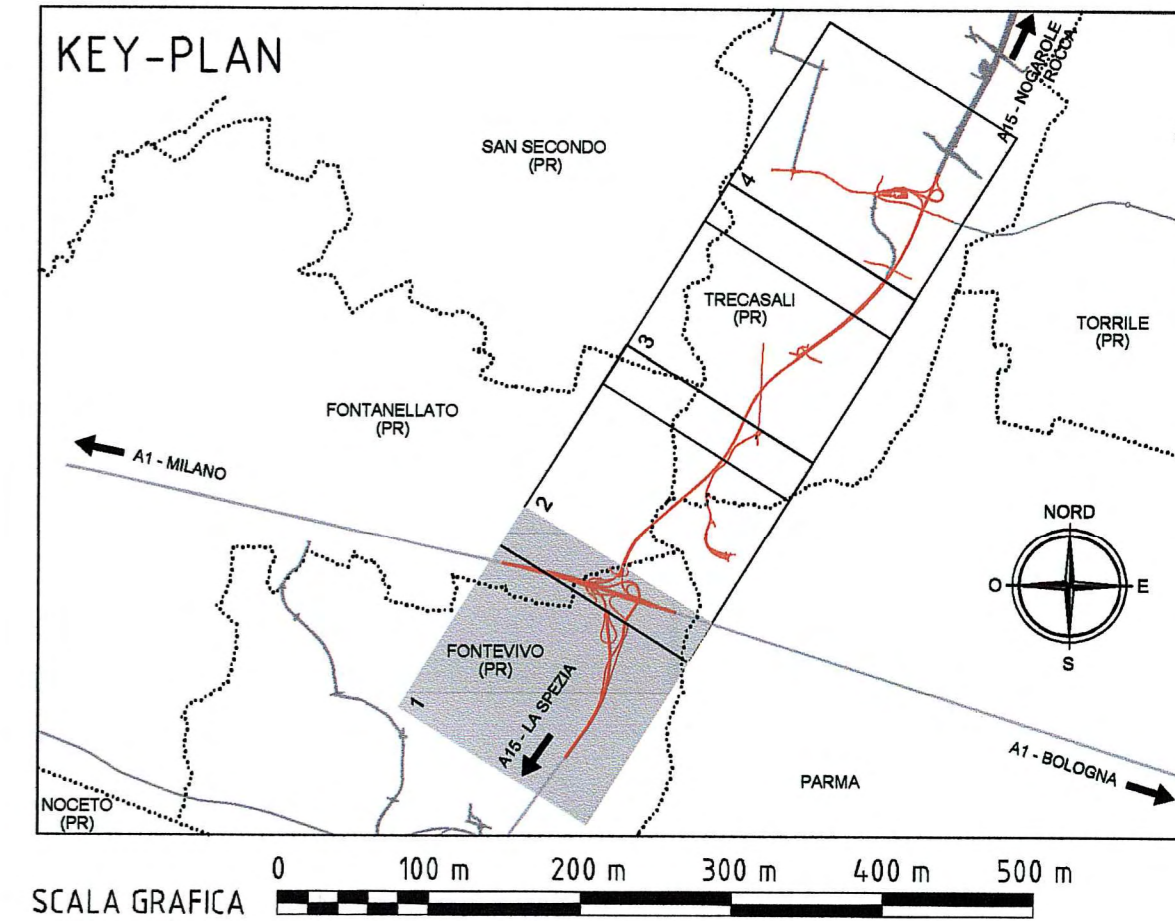 KEY-PLAN
A15 - NOGAROLE
ROCCA
SAN SECONDO
(PR)
4
TRECASALI
(PR)
TORRILE
(PR)
3
FONTANELLATO
(PR)
A1 - MILANO
2
NORD
O
E
S
FONTEVIVO
(PR)
1
A15 - LA SPEZIA
A1 - BOLOGNA
PARMA
NOCETO
(PR)
0 100 m 200 m 300 m 400 m 500 m
SCALA GRAFICA